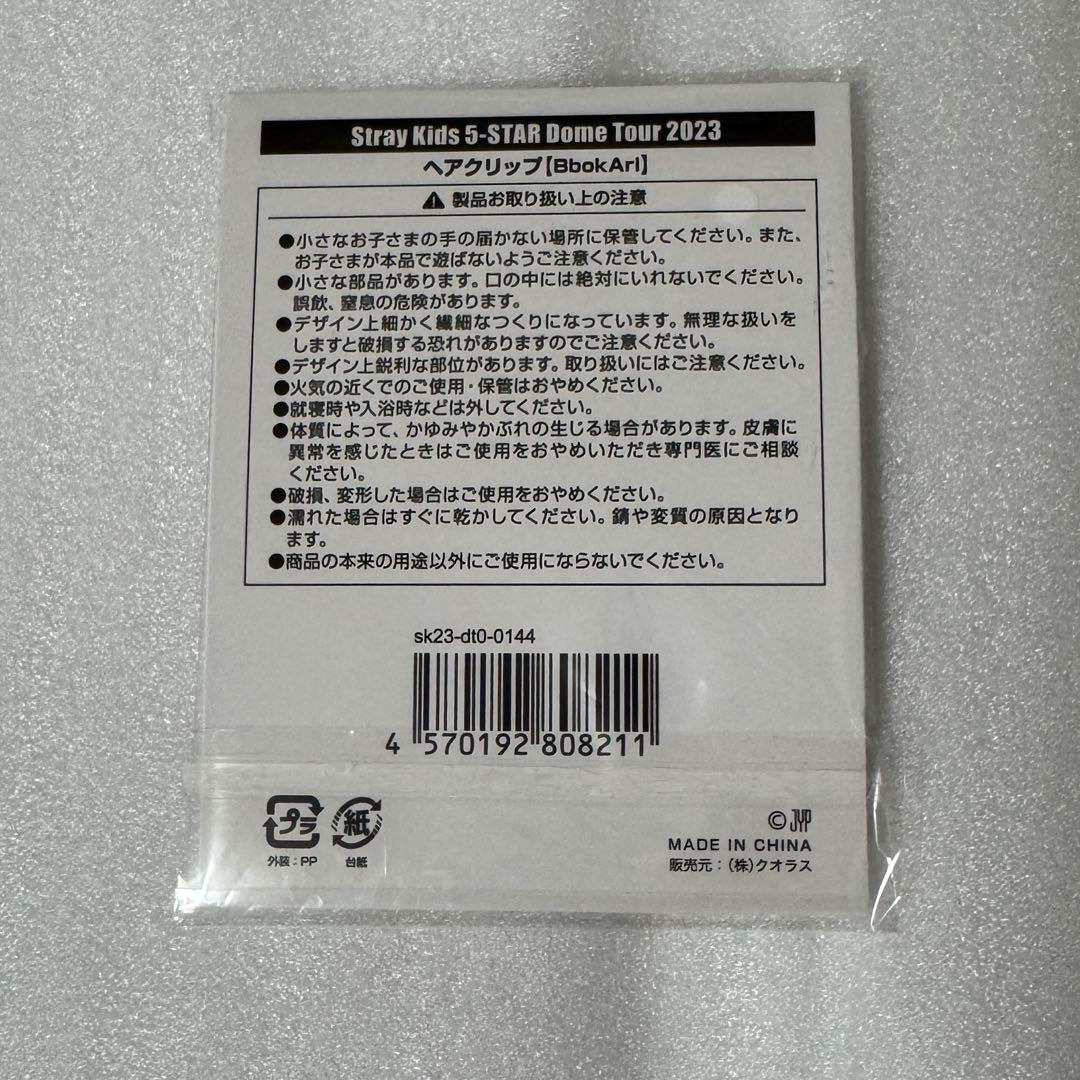 Stray Kids 5-STAR Dome Tour 2023
ヘアクリップ【BbokAri】
製品お取り扱い上の注意
●小さなお子さまの手の届かない場所に保管してください。また、
お子さまが本品で遊ばないようご注意ください。
●小さな部品があります。口の中には絶対にいれないでください。
誤飲、窒息の危険があります。
●デザイン上細かく繊細なつくりになっています。無理な扱いを
しますと破損する恐れがありますのでご注意ください。
●デザイン上鋭利な部位があります。取り扱いにはご注意ください。
●火気の近くでのご使用・保管はおやめください。
●就寝時や入浴時などは外してください。
●体質によって、かゆみやかぶれの生じる場合があります。皮膚に
異常を感じたときはご使用をおやめいただき専門医にご相談
ください。
●破損、変形した場合はご使用をおやめください。
●濡れた場合はすぐに乾かしてください。錆や変質の原因となり
ます。
●商品の本来の用途以外にご使用にならないでください。
sk23-dt0-0144
4 570192 808211
プラ
外装：PP
紙
台紙
©JYP
MADE IN CHINA
販売元：(株)クオラス